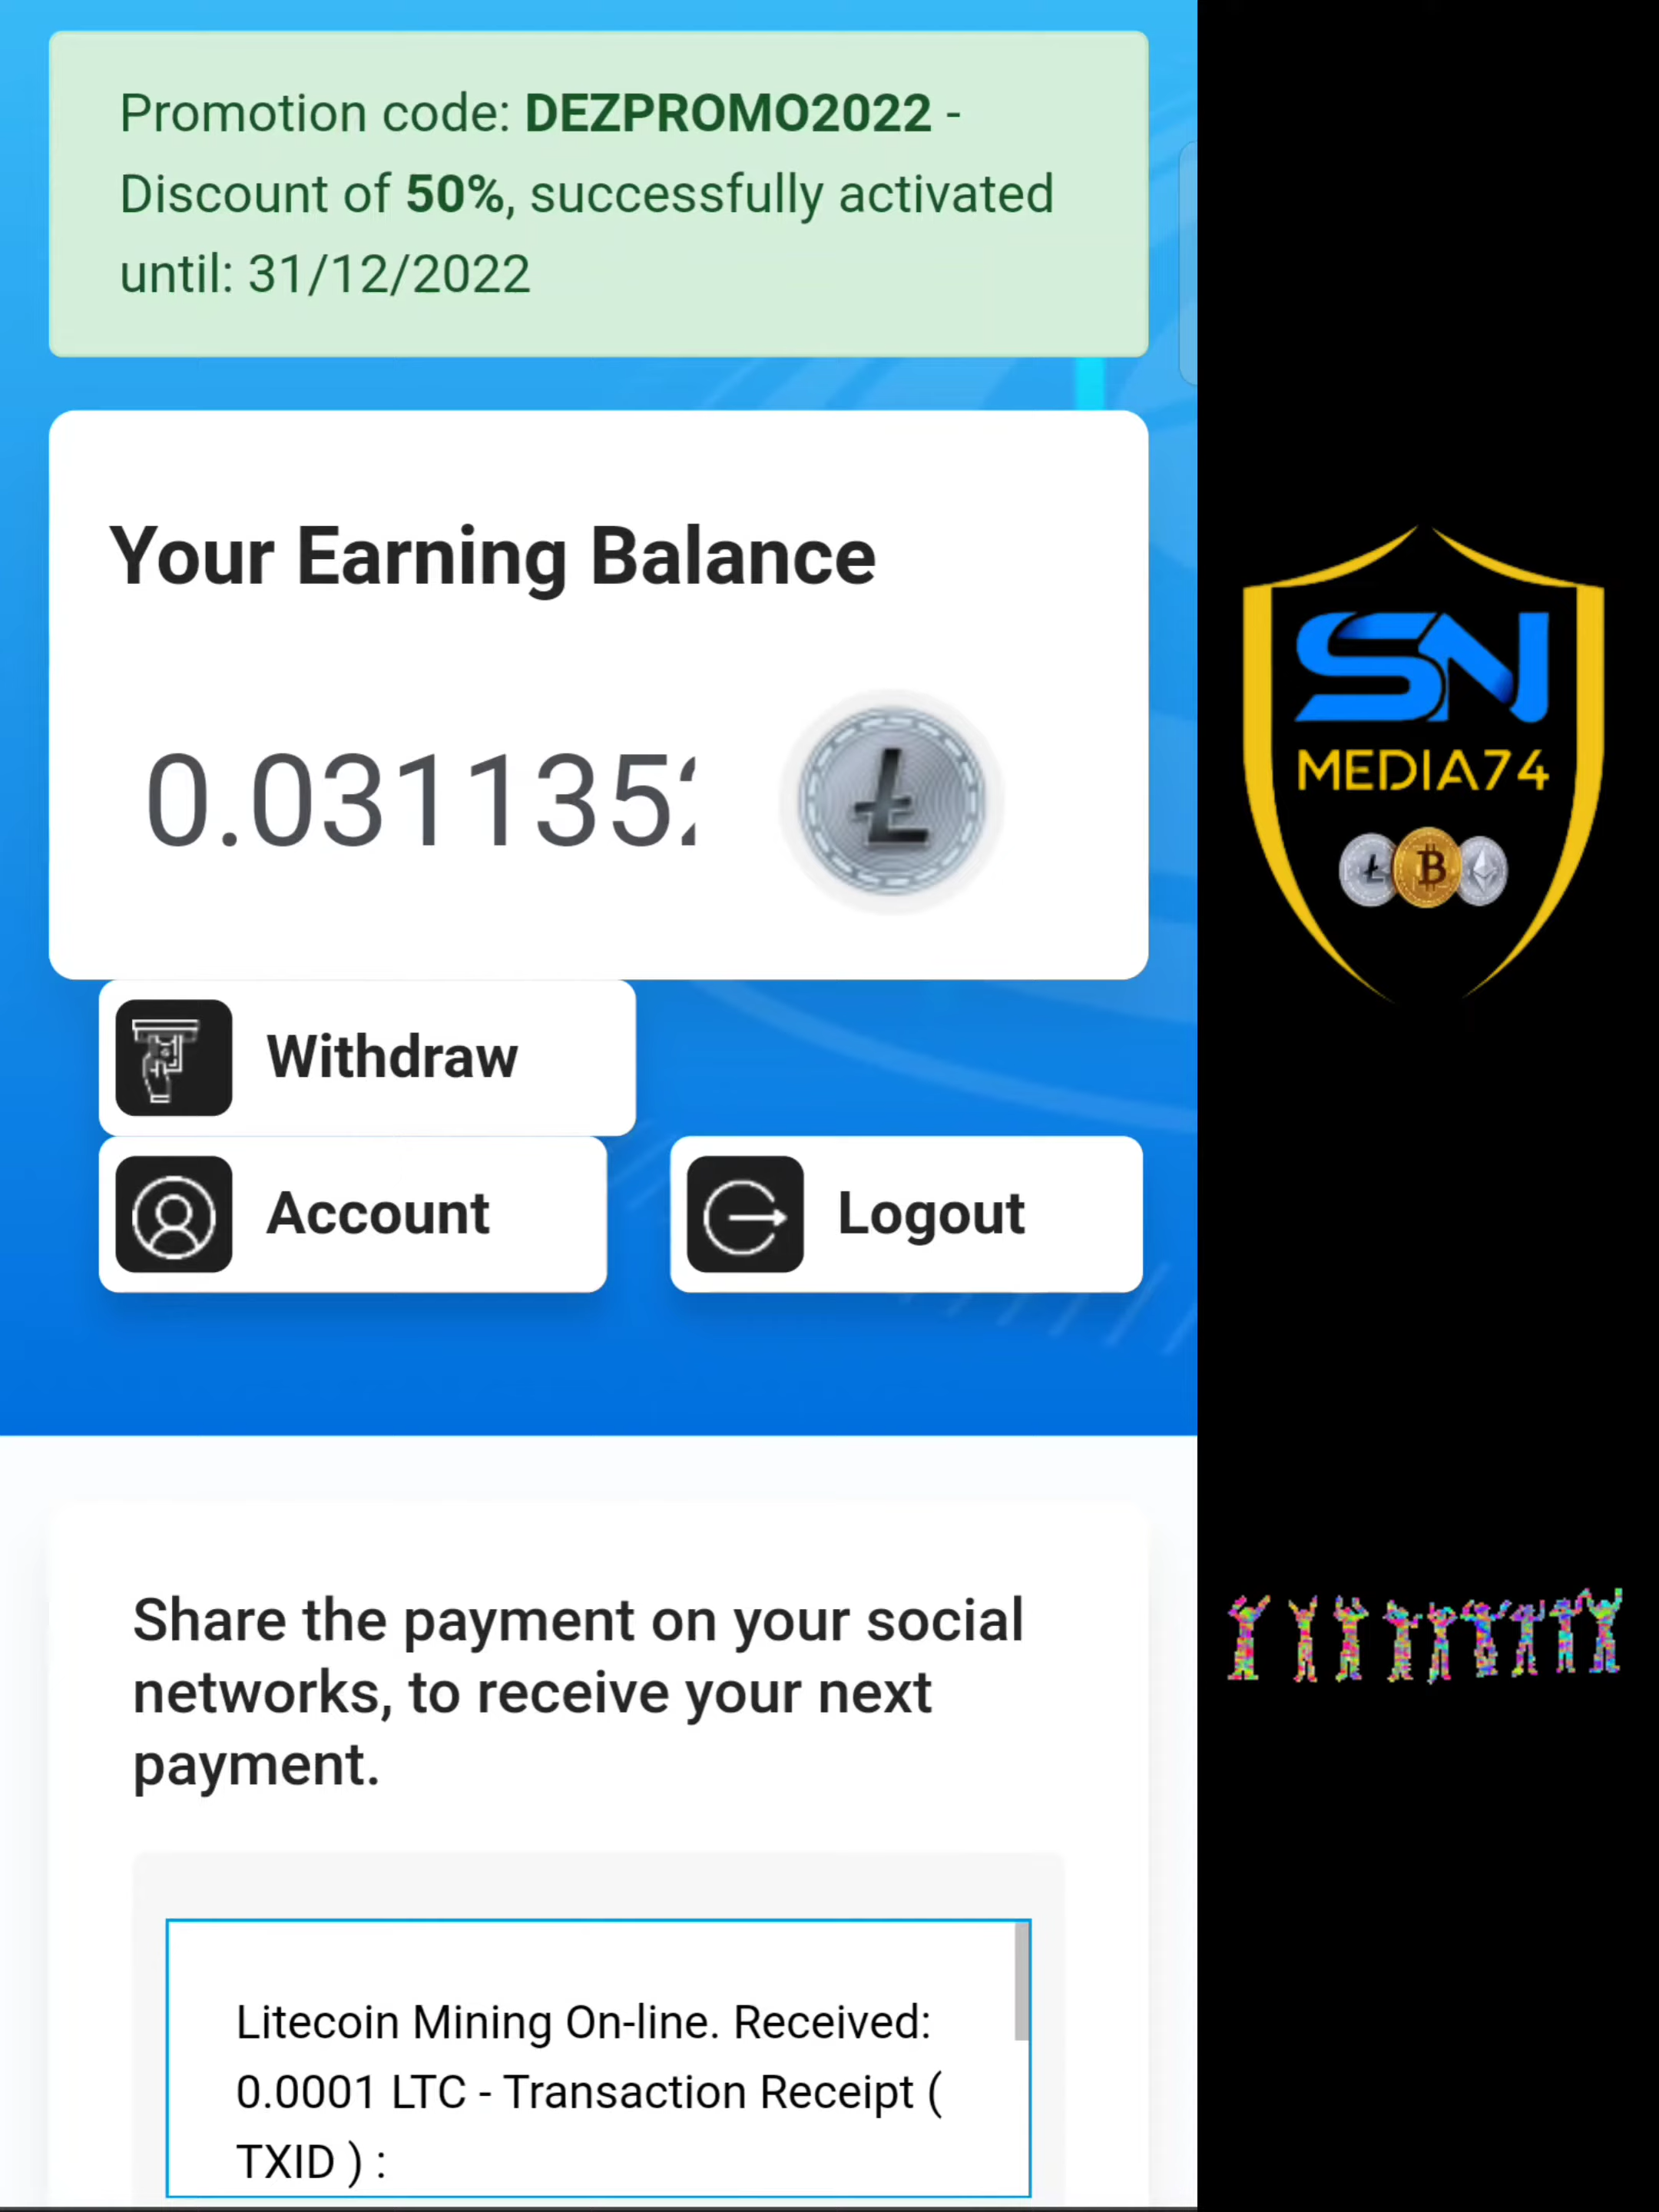 Promotion code: DEZPROMO2022 -
Discount of 50%, successfully activated
until: 31/12/2022
Your Earning Balance
0.031135
Withdraw
Account
Logout
Share the payment on your social
networks, to receive your next
payment.
Litecoin Mining On-line. Received:
0.0001 LTC - Transaction Receipt (
TXID ) :
SN
MEDIA74